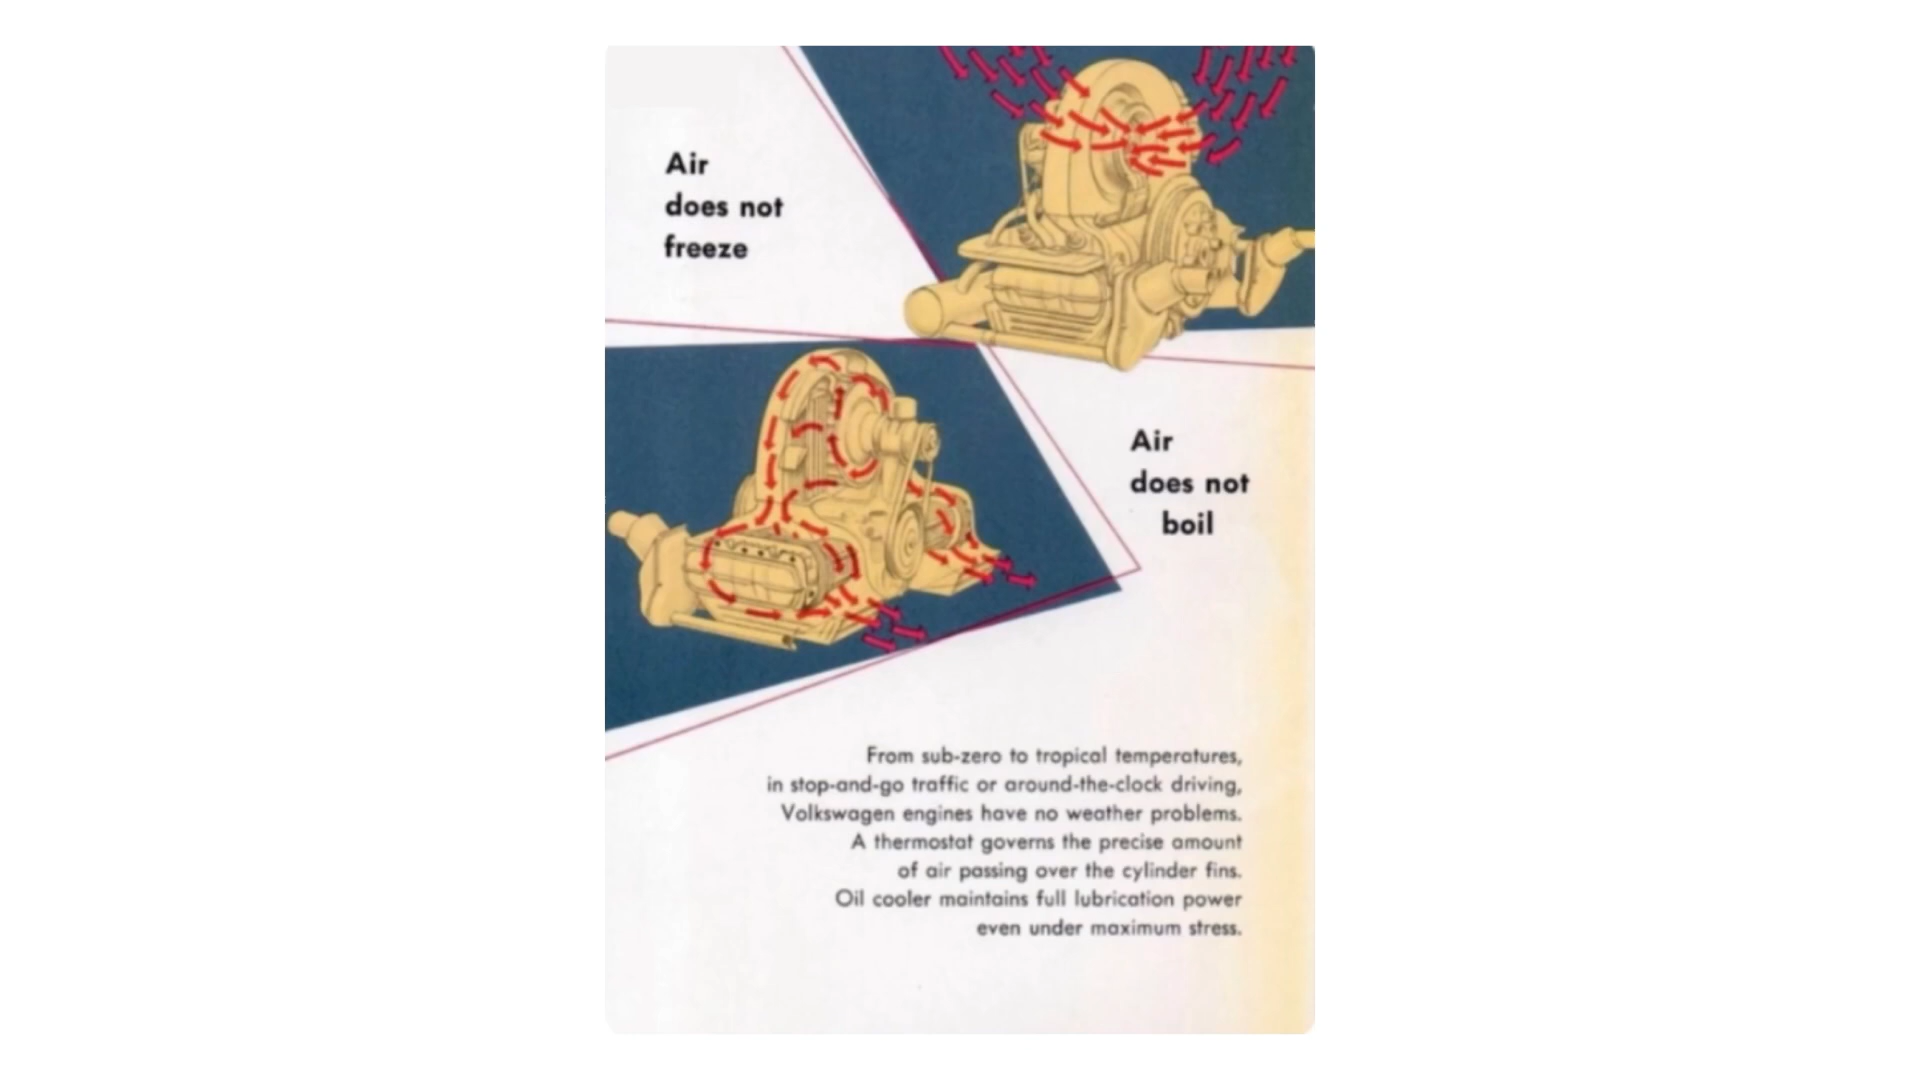 Air
does not
freeze
Air
does not
boil
From sub-zero to tropical temperatures,
in stop-and-go traffic or around-the-clock driving,
Volkswagen engines have no weather problems.
A thermostat governs the precise amount
of air passing over the cylinder fins.
Oil cooler maintains full lubrication power
even under maximum stress.